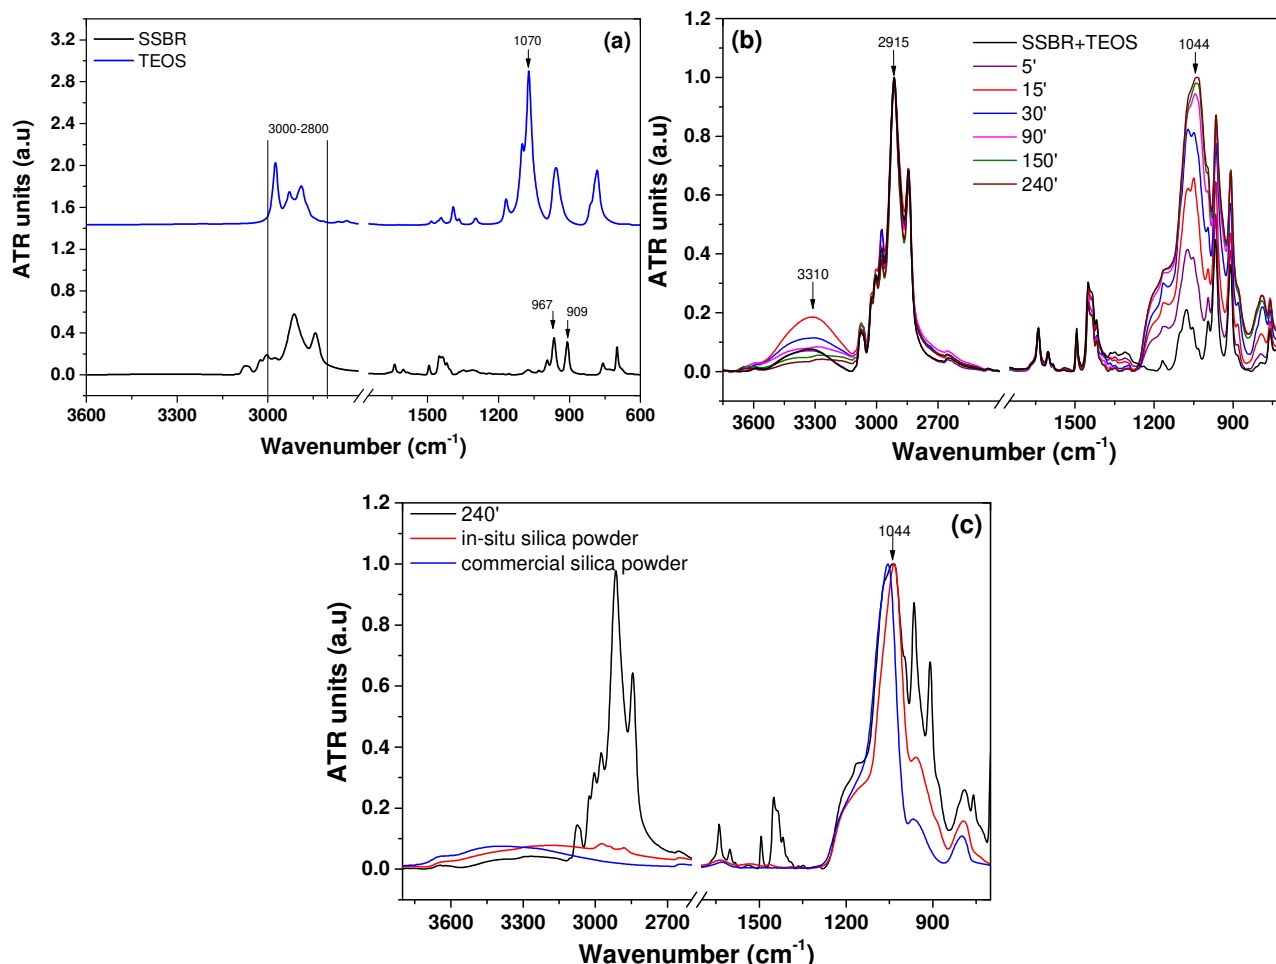 (a)
SSBR
TEOS
1070
3000-2800
967
909
ATR units (a.u)
3.2
2.8
2.4
2.0
1.6
1.2
0.8
0.4
0.0
3600 3300 3000 1500 1200 900 600
Wavenumber (cm-1)
(b)
2915
SSBR+TEOS
5'
15'
30'
90'
150'
240'
1044
3310
ATR units (a.u)
1.2
1.0
0.8
0.6
0.4
0.2
0.0
3600 3300 3000 2700 1500 1200 900
Wavenumber (cm-1)
(c)
240'
in-situ silica powder
commercial silica powder
1044
ATR units (a.u)
1.2
1.0
0.8
0.6
0.4
0.2
0.0
3600 3300 3000 2700 1500 1200 900
Wavenumber (cm-1)